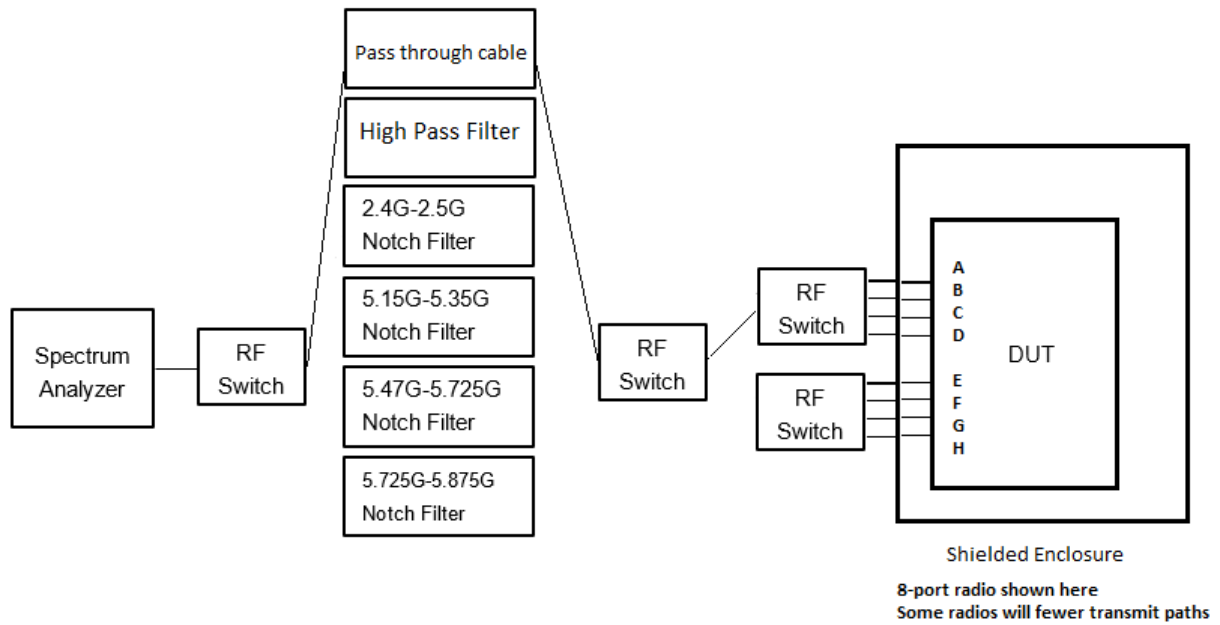 Pass through cable
High Pass Filter
2.4G-2.5G
Notch Filter
5.15G-5.35G
Notch Filter
5.47G-5.725G
Notch Filter
5.725G-5.875G
Notch Filter
Spectrum
Analyzer
RF
Switch
RF
Switch
RF
Switch
RF
Switch
A
B
C
D
E
F
G
H
DUT
Shielded Enclosure
8-port radio shown here
Some radios will fewer transmit paths